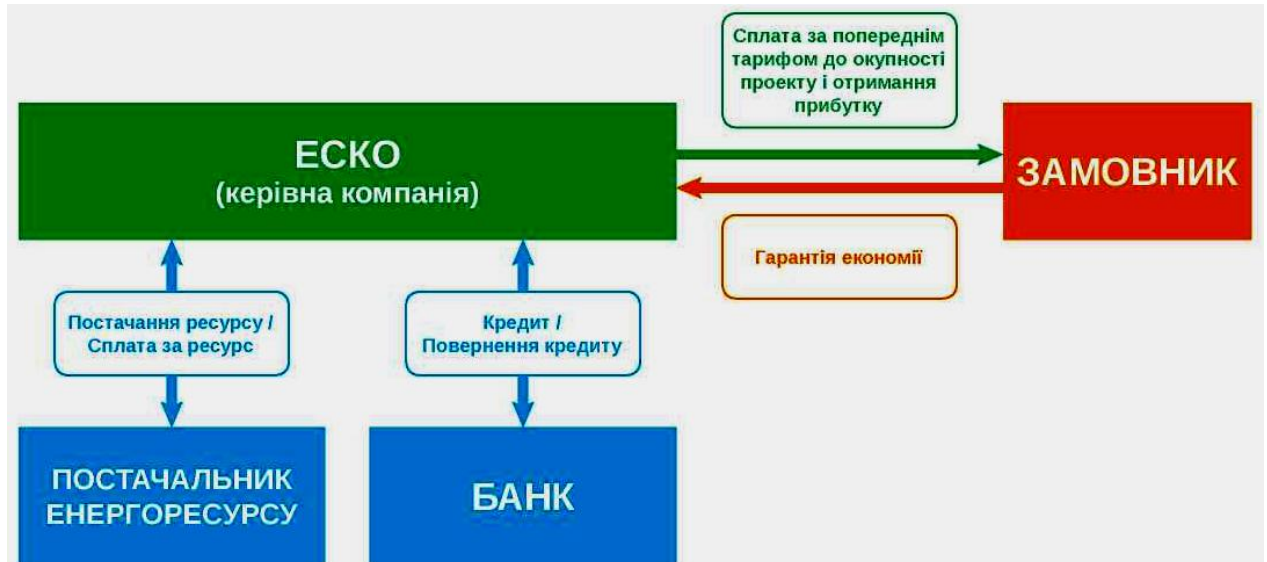 Сплата за попереднім
тарифом до окупності
проекту і отримання
прибутку
ЕСКО
(керівна компанія)
ЗАМОВНИК
Гарантія економії
Постачання ресурсу /
Сплата за ресурс
Кредит /
Повернення кредиту
ПОСТАЧАЛЬНИК
ЕНЕРГОРЕСУРСУ
БАНК